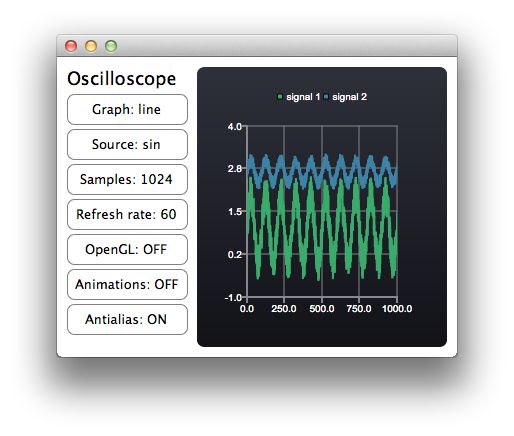 Oscilloscope
Graph: line
Source: sin
Samples: 1024
Refresh rate: 60
OpenGL: OFF
Animations: OFF
Antialias: ON
signal 1 signal 2
4.0
2.8
1.5
0.2
-1.0
0.0 250.0 500.0 750.0 1000.0